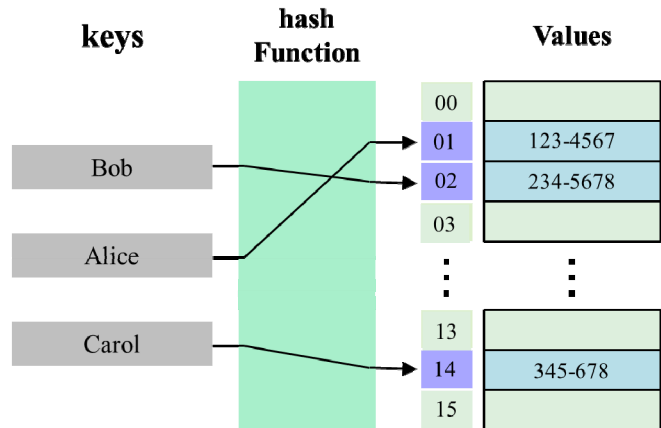 keys
hash
Function
Values
Bob
Alice
Carol
00
01
02
03
13
14
15
123-4567
234-5678
345-678